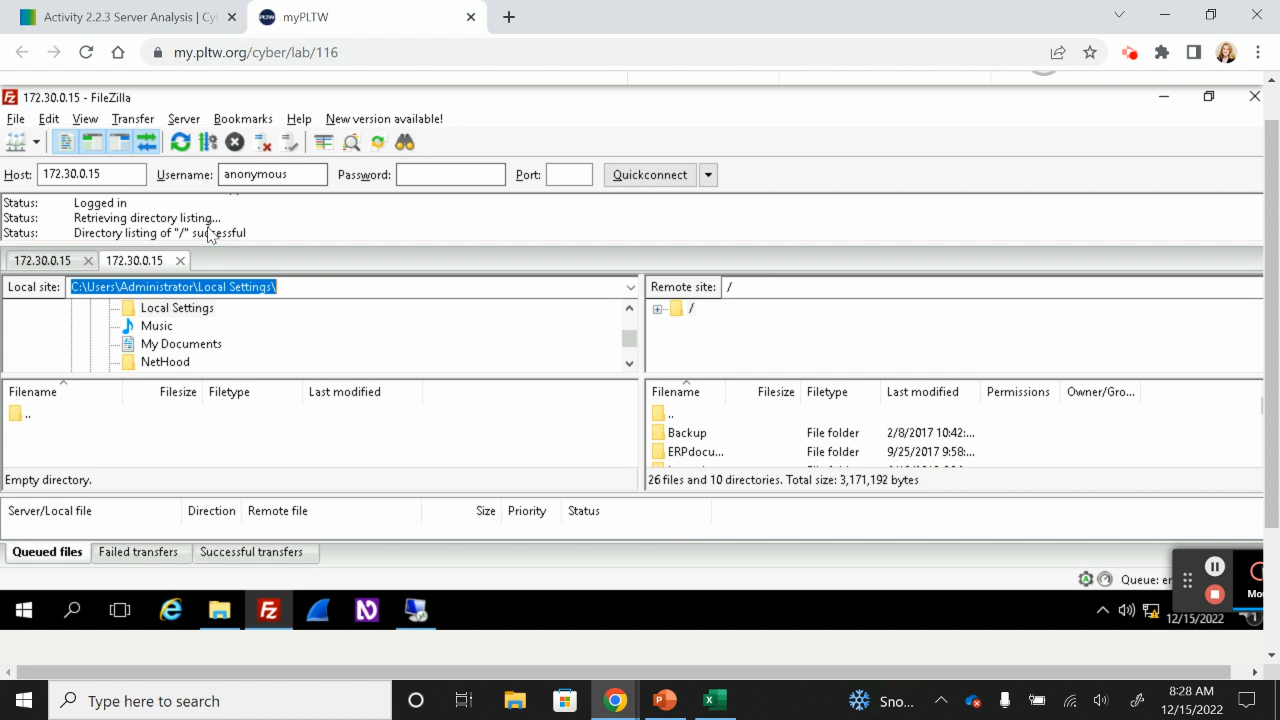 Activity 2.2.3 Server Analysis | Cy
myPLTW
my.pltw.org/cyber/lab/116
172.30.0.15 - FileZilla
File Edit View Transfer Server Bookmarks Help New version available!
Host: 172.30.0.15 Username: anonymous Password: Port: Quickconnect
Status: Logged in
Status: Retrieving directory listing...
Status: Directory listing of "/" successful
172.30.0.15 172.30.0.15
Local site: C:\Users\Administrator\Local Settings\ Remote site: /
Local Settings /
Music
My Documents
NetHood
Filename Filesize Filetype Last modified Filename Filesize Filetype Last modified Permissions Owner/Gro...
.. ..
Backup File folder 2/8/2017 10:42:...
ERPdocu... File folder 9/25/2017 9:58:...
Empty directory. 26 files and 10 directories. Total size: 3,171,192 bytes
Server/Local file Direction Remote file Size Priority Status
Queued files Failed transfers Successful transfers
Queue:
Mo
12/15/2022
Type here to search
Sno...
8:28 AM
12/15/2022